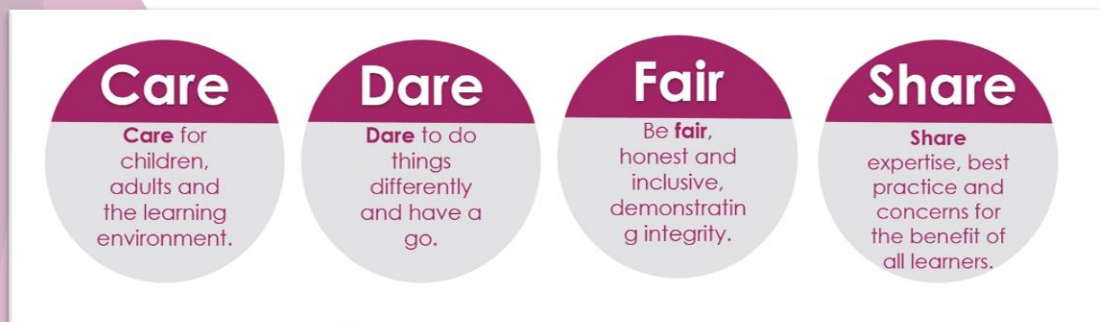 Care
Care for
children,
adults and
the learning
environment.
Dare
Dare to do
things
differently
and have a
go.
Fair
Be fair,
honest and
inclusive,
demonstratin
g integrity.
Share
Share
expertise, best
practice and
concerns for
the benefit of
all learners.